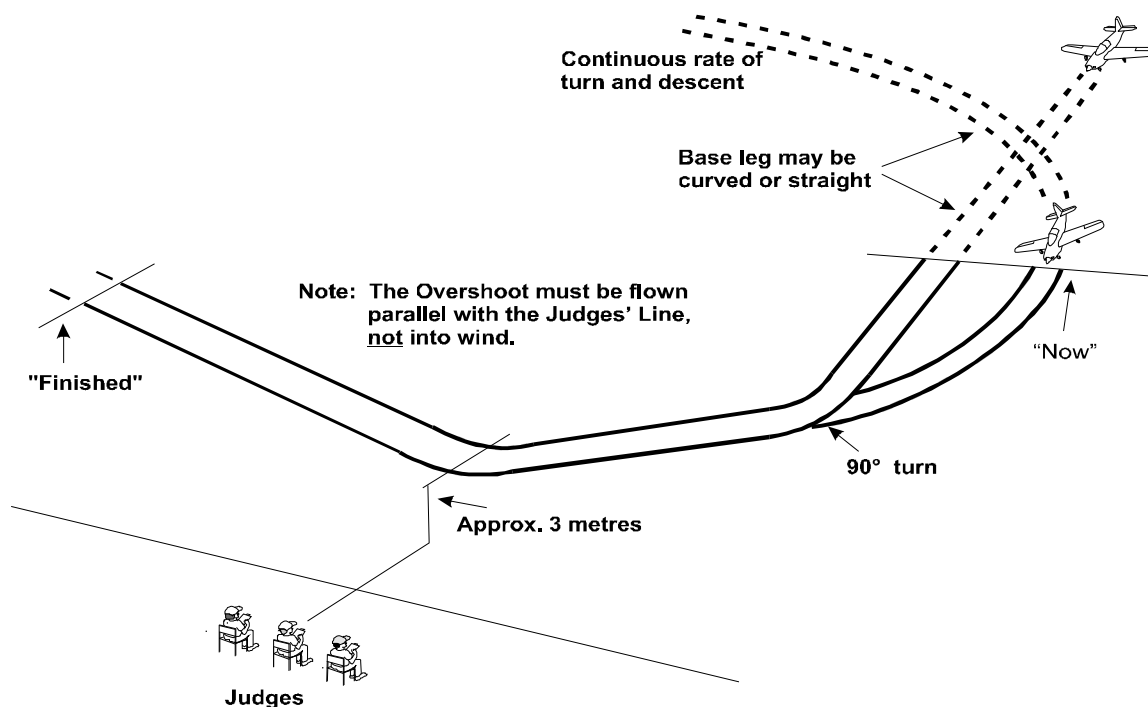 Continuous rate of
turn and descent
Base leg may be
curved or straight
Note: The Overshoot must be flown
parallel with the Judges’ Line,
not into wind.
“Now”
"Finished"
90° turn
Approx. 3 metres
Judges